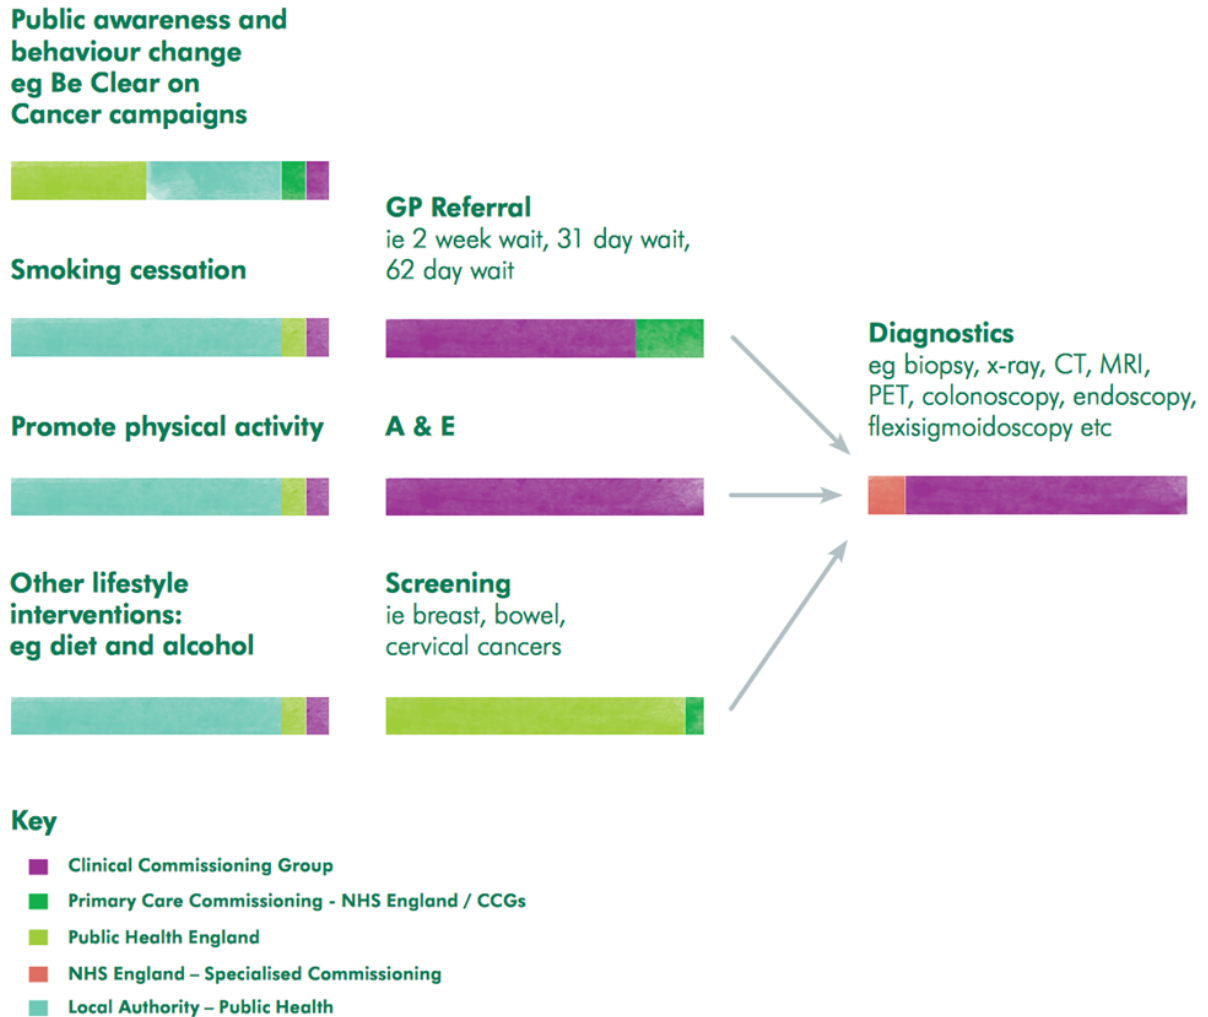 Public awareness and
behaviour change
eg Be Clear on
Cancer campaigns
Smoking cessation
Promote physical activity
Other lifestyle
interventions:
eg diet and alcohol
GP Referral
ie 2 week wait, 31 day wait,
62 day wait
A & E
Screening
ie breast, bowel,
cervical cancers
Diagnostics
eg biopsy, x-ray, CT, MRI,
PET, colonoscopy, endoscopy,
flexisigmoidoscopy etc
Key
Clinical Commissioning Group
Primary Care Commissioning - NHS England / CCGs
Public Health England
NHS England – Specialised Commissioning
Local Authority – Public Health